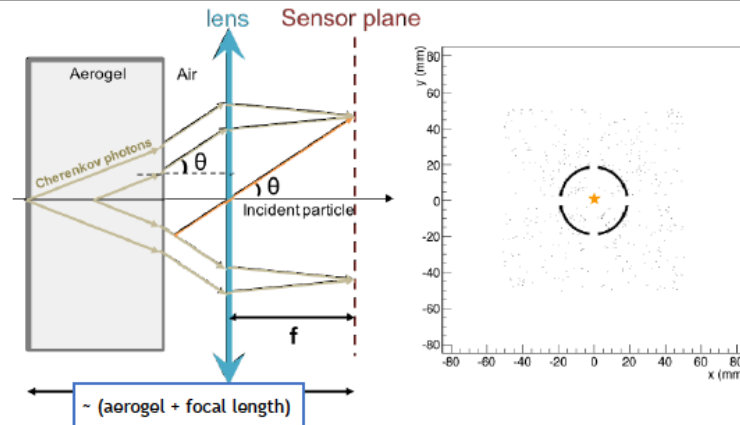 lens
Sensor plane
Aerogel
Air
Cherenkov photons
θ
θ
Incident particle
f
~ (aerogel + focal length)
y (mm)
80
60
40
20
0
-20
-40
-60
-80
-80 -60 -40 -20 0 20 40 60 80
x (mm